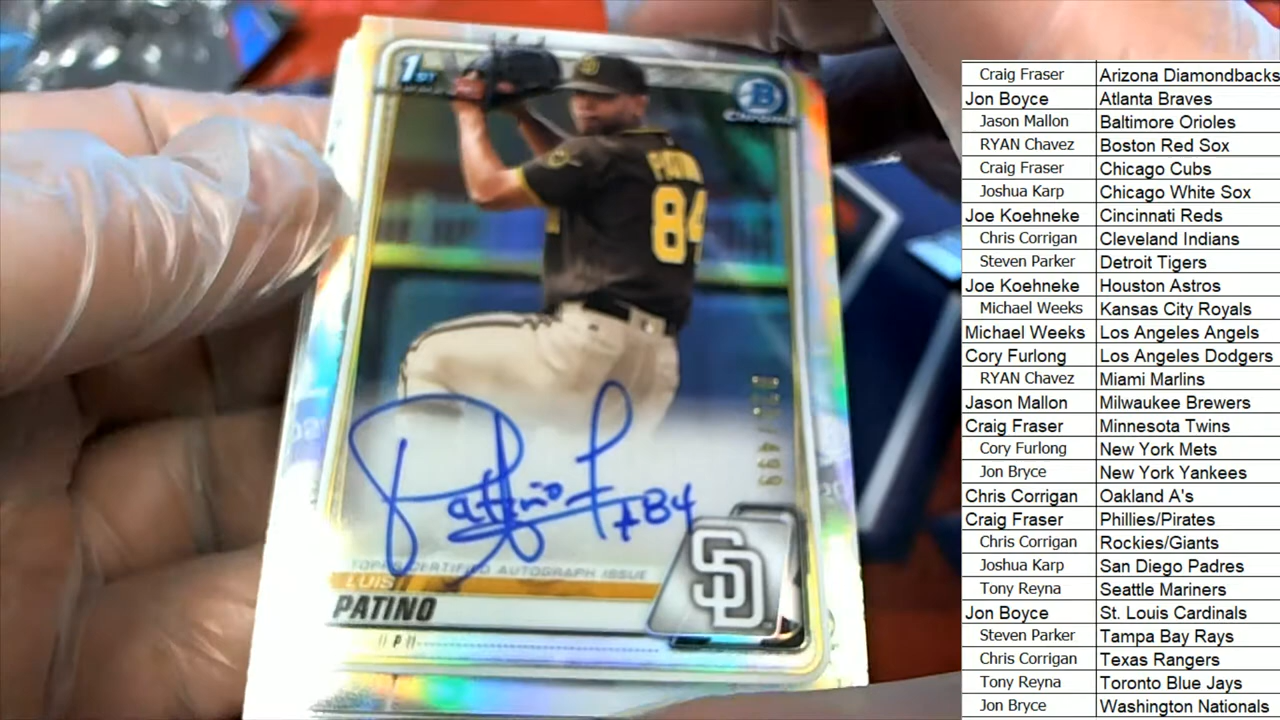 1ST
B
CHROME
PATIÑO
84
/499
Patiño L #84
TOPPS CERTIFIED AUTOGRAPH ISSUE
LUIS
PATIÑO
// P //
SD
Craig Fraser Arizona Diamondbacks
Jon Boyce Atlanta Braves
Jason Mallon Baltimore Orioles
RYAN Chavez Boston Red Sox
Craig Fraser Chicago Cubs
Joshua Karp Chicago White Sox
Joe Koehneke Cincinnati Reds
Chris Corrigan Cleveland Indians
Steven Parker Detroit Tigers
Joe Koehneke Houston Astros
Michael Weeks Kansas City Royals
Michael Weeks Los Angeles Angels
Cory Furlong Los Angeles Dodgers
RYAN Chavez Miami Marlins
Jason Mallon Milwaukee Brewers
Craig Fraser Minnesota Twins
Cory Furlong New York Mets
Jon Bryce New York Yankees
Chris Corrigan Oakland A's
Craig Fraser Phillies/Pirates
Chris Corrigan Rockies/Giants
Joshua Karp San Diego Padres
Tony Reyna Seattle Mariners
Jon Boyce St. Louis Cardinals
Steven Parker Tampa Bay Rays
Chris Corrigan Texas Rangers
Tony Reyna Toronto Blue Jays
Jon Bryce Washington Nationals